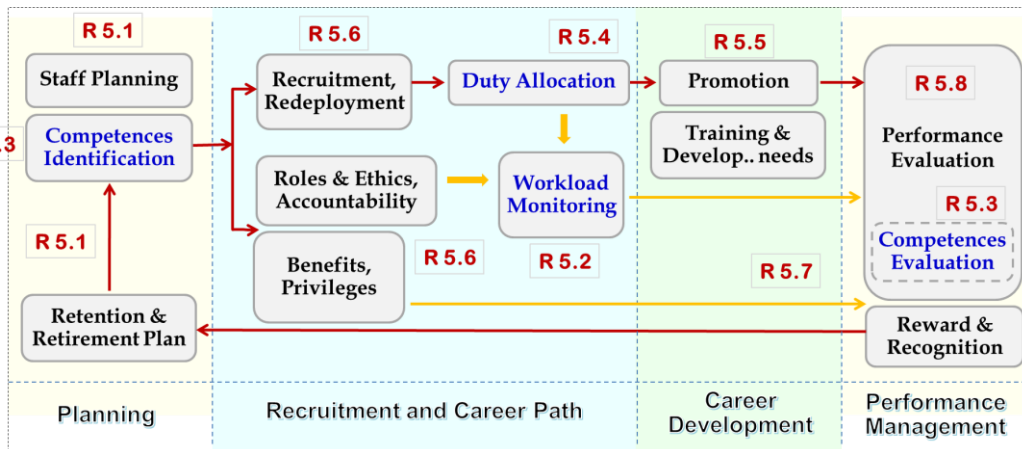 R 5.1
Staff Planning
.3
Competences
Identification
R 5.1
Retention &
Retirement Plan
Planning
R 5.6
Recruitment,
Redeployment
R 5.4
Duty Allocation
Roles & Ethics,
Accountability
Workload
Monitoring
Benefits,
Privileges
R 5.6
R 5.2
Recruitment and Career Path
R 5.5
Promotion
Training &
Develop.. needs
R 5.7
Career
Development
R 5.8
Performance
Evaluation
R 5.3
Competences
Evaluation
Reward &
Recognition
Performance
Management